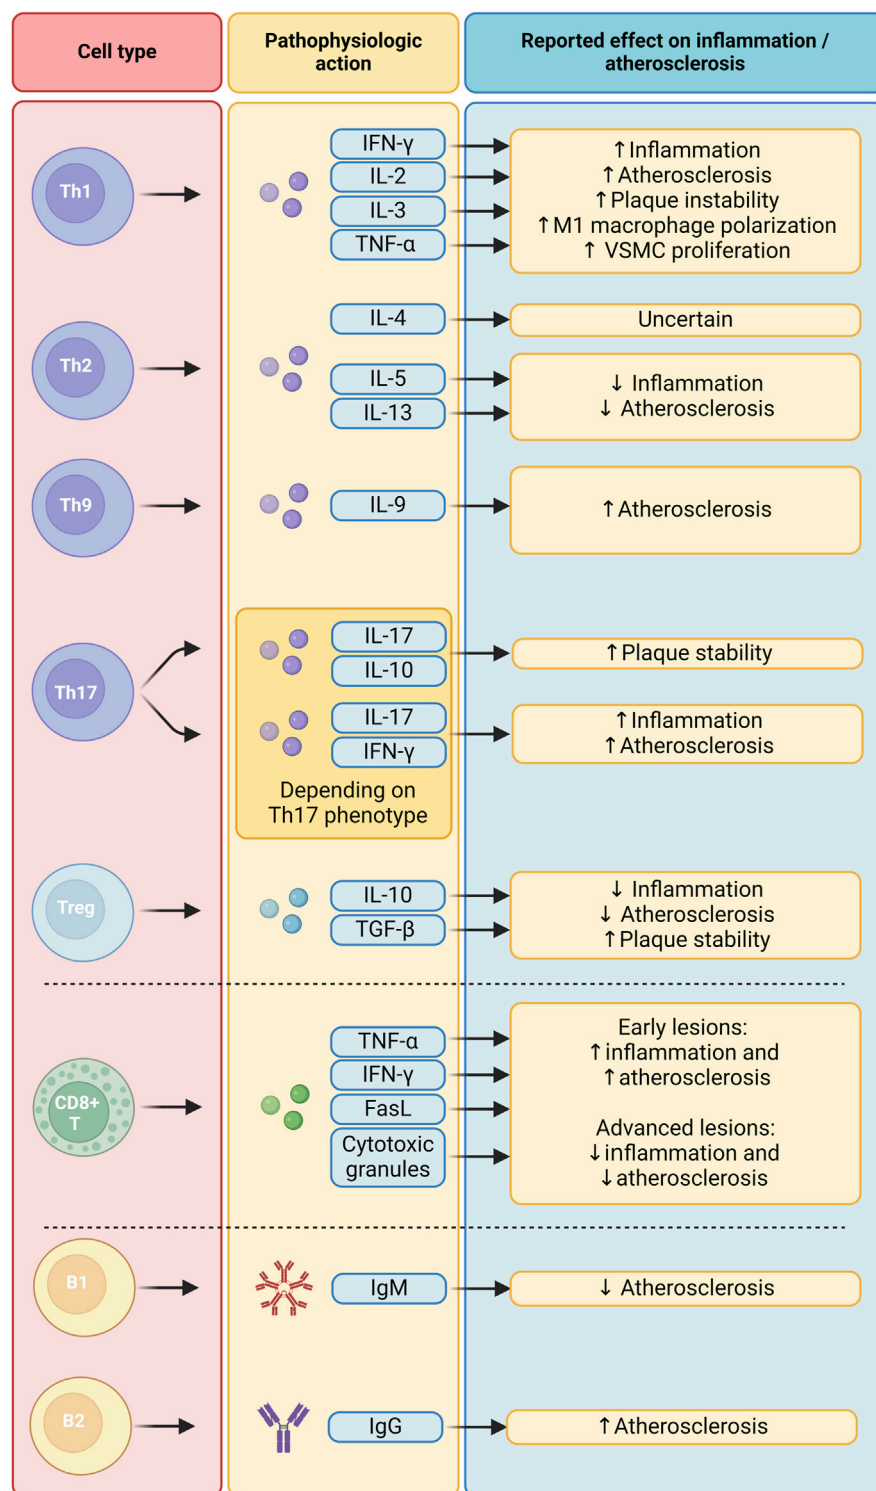 Cell type
Pathophysiologic
action
Reported effect on inflammation /
atherosclerosis
Th1
IFN-γ
IL-2
IL-3
TNF-α
↑Inflammation
↑Atherosclerosis
↑Plaque instability
↑M1 macrophage polarization
↑ VSMC proliferation
Th2
IL-4
Uncertain
IL-5
IL-13
↓ Inflammation
↓ Atherosclerosis
Th9
IL-9
↑Atherosclerosis
Th17
IL-17
IL-10
↑Plaque stability
IL-17
IFN-γ
↑Inflammation
↑Atherosclerosis
Depending on
Th17 phenotype
Treg
IL-10
TGF-β
↓ Inflammation
↓ Atherosclerosis
↑Plaque stability
CD8+
T
TNF-α
IFN-γ
FasL
Cytotoxic
granules
Early lesions:
↑inflammation and
↑atherosclerosis
Advanced lesions:
↓inflammation and
↓atherosclerosis
B1
IgM
↓ Atherosclerosis
B2
IgG
↑Atherosclerosis